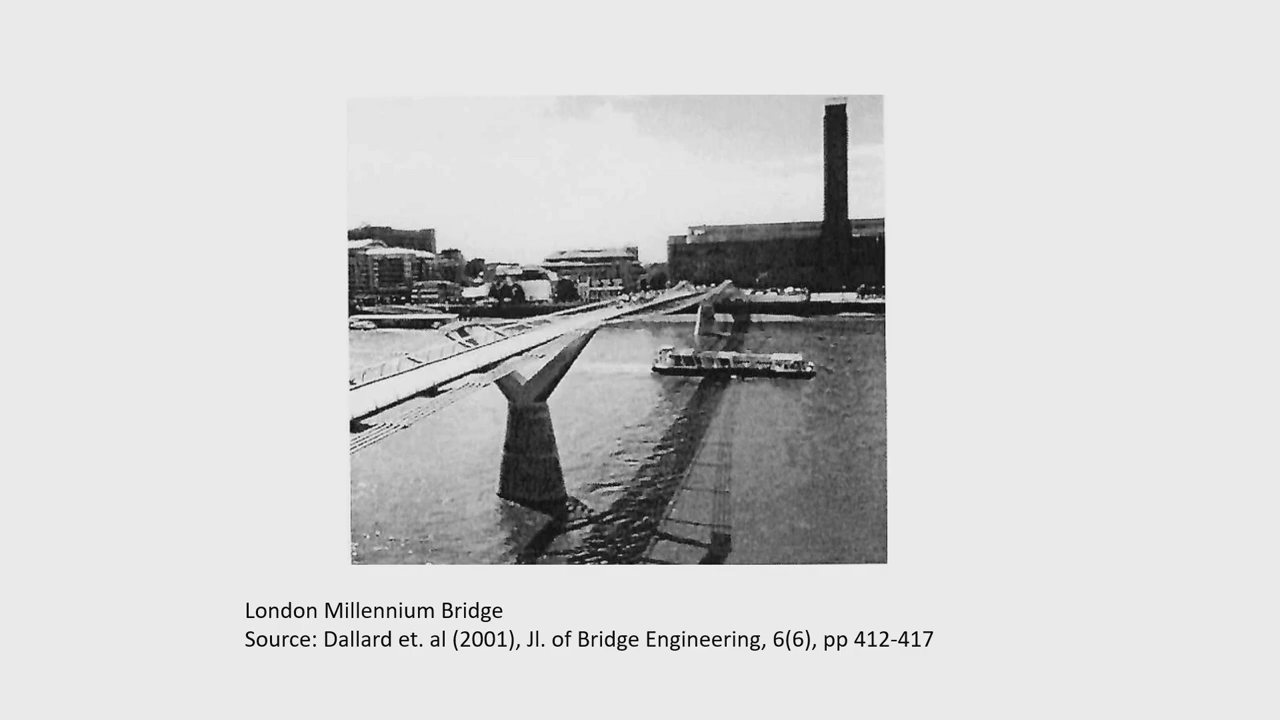 London Millennium Bridge
Source: Dallard et. al (2001), Jl. of Bridge Engineering, 6(6), pp 412-417